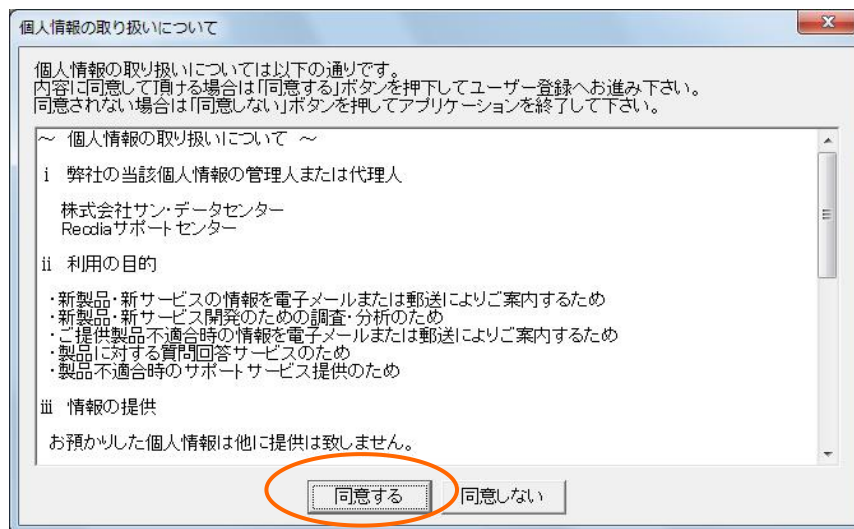 個人情報の取り扱いについて
個人情報の取り扱いについては以下の通りです。
内容に同意して頂ける場合は「同意する」ボタンを押下してユーザー登録へお進み下さい。
同意されない場合は「同意しない」ボタンを押してアプリケーションを終了して下さい。
～ 個人情報の取り扱いについて ～
ⅰ 弊社の当該個人情報の管理人または代理人
株式会社サン・データセンター
Recdiaサポートセンター
ⅱ 利用の目的
・新製品・新サービスの情報を電子メールまたは郵送によりご案内するため
・新製品・新サービス開発のための調査・分析のため
・ご提供製品不適合時の情報を電子メールまたは郵送によりご案内するため
・製品に対する質問回答サービスのため
・製品不適合時のサポートサービス提供のため
ⅲ 情報の提供
お預かりした個人情報は他に提供は致しません。
同意する 同意しない